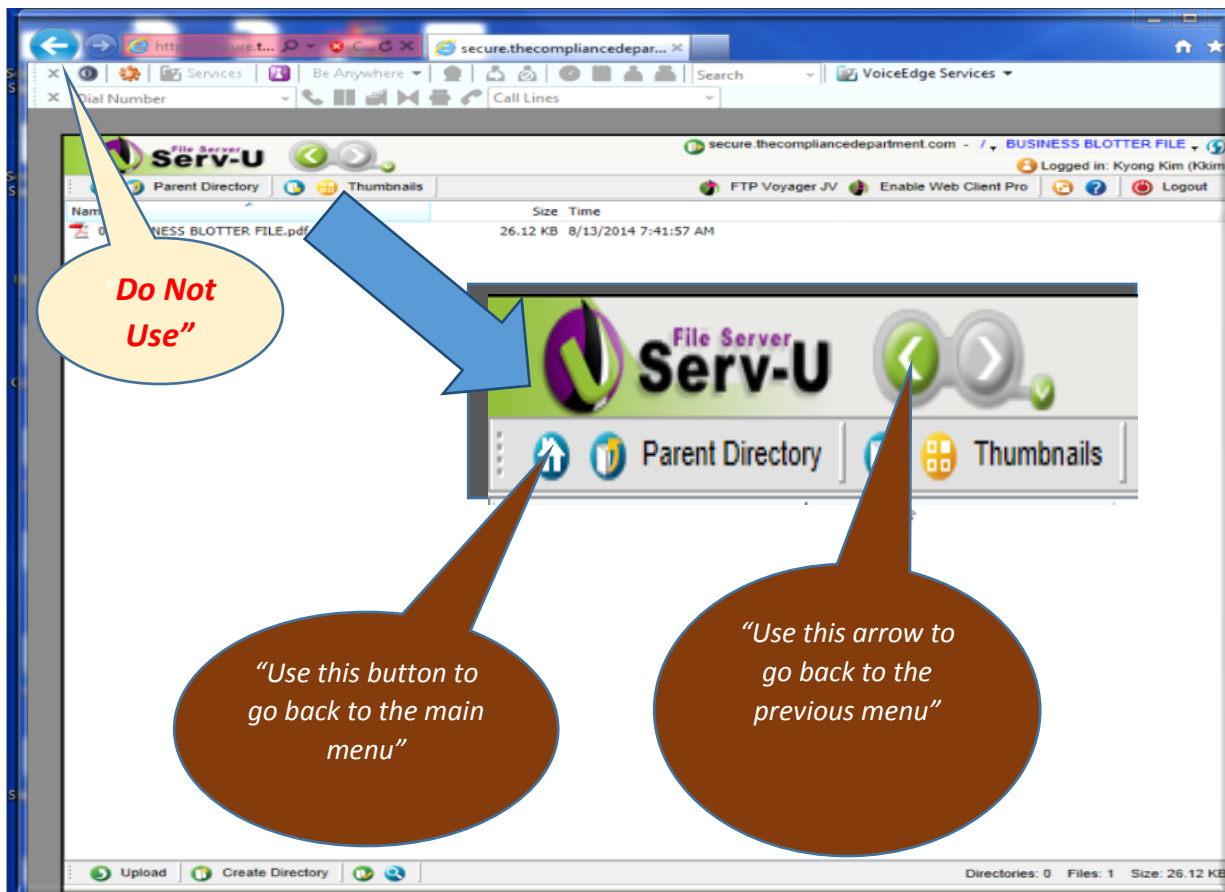 ure.t...
secure.thecompliancedepar...
Services
Be Anywhere
Search
VoiceEdge Services
Dial Number
Call Lines
File Server
Serv-U
secure.thecompliancedepartment.com - / BUSINESS BLOTTER FILE
Logged in: Kyong Kim (Kkim
Parent Directory
Thumbnails
FTP Voyager JV
Enable Web Client Pro
Logout
Size
Time
NESS BLOTTER FILE.pdf
26.12 KB
8/13/2014 7:41:57 AM
“Do Not
Use”
File Server
Serv-U
Parent Directory
Thumbnails
“Use this button to
go back to the main
menu”
“Use this arrow to
go back to the
previous menu”
Upload
Create Directory
Directories: 0 Files: 1 Size: 26.12 KB